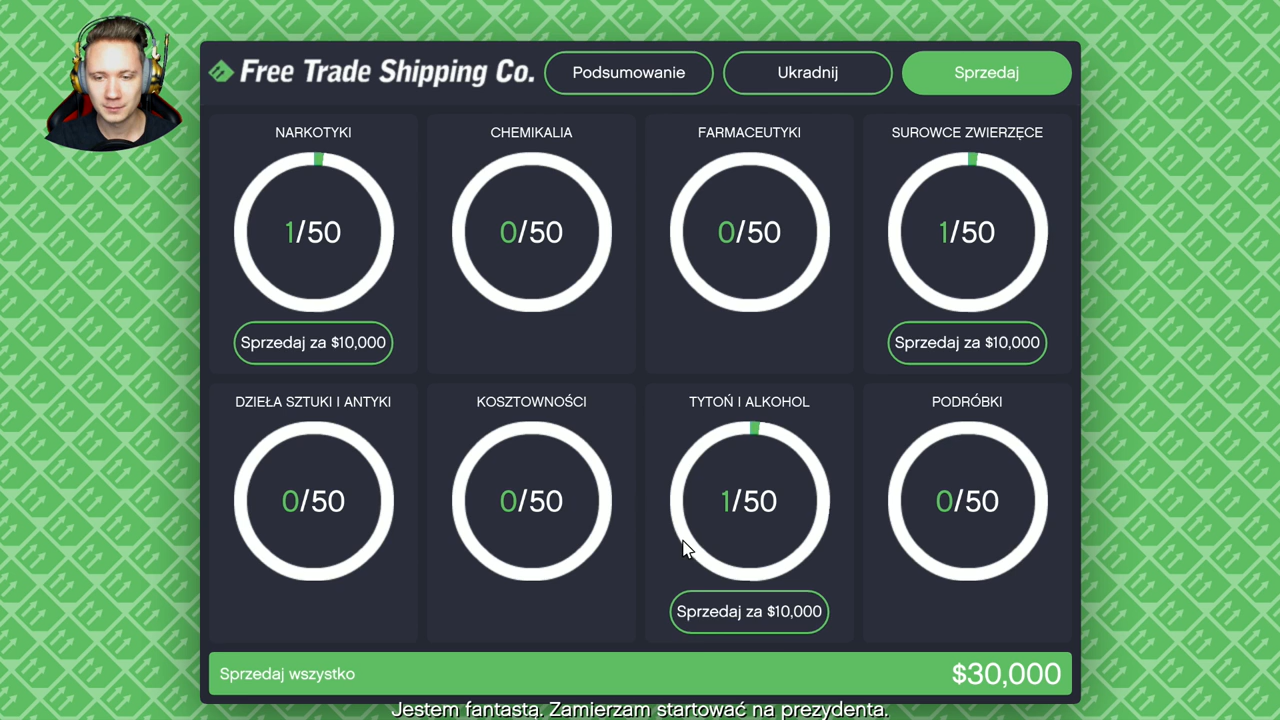 Free Trade Shipping Co.
Podsumowanie
Ukradnij
Sprzedaj
NARKOTYKI
CHEMIKALIA
FARMACEUTYKI
SUROWCE ZWIERZĘCE
1/50
0/50
0/50
1/50
Sprzedaj za $10,000
Sprzedaj za $10,000
DZIEŁA SZTUKI I ANTYKI
KOSZTOWNOŚCI
TYTOŃ I ALKOHOL
PODRÓBKI
0/50
0/50
1/50
0/50
Sprzedaj za $10,000
Sprzedaj wszystko
$30,000
Jestem fantastą. Zamierzam startować na prezydenta.